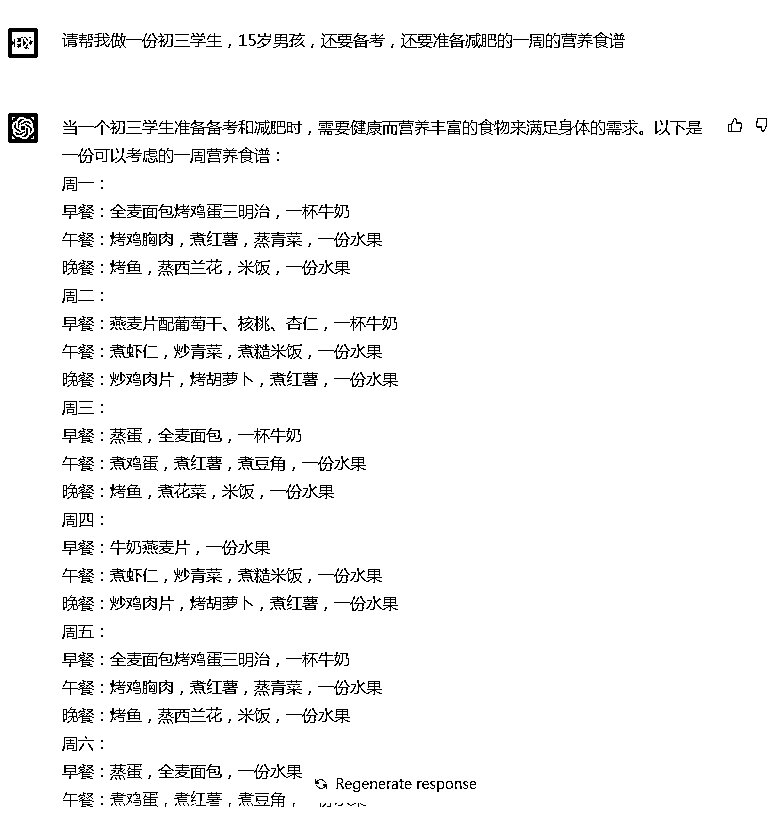 请帮我做一份初三学生，15岁男孩，还要备考，还要准备减肥的一周的营养食谱
当一个初三学生准备备考和减肥时，需要健康而营养丰富的食物来满足身体的需求。以下是
一份可以考虑的一周营养食谱：
周一：
早餐：全麦面包烤鸡蛋三明治，一杯牛奶
午餐：烤鸡胸肉，煮红薯，蒸青菜，一份水果
晚餐：烤鱼，蒸西兰花，米饭，一份水果
周二：
早餐：燕麦片配葡萄干、核桃、杏仁，一杯牛奶
午餐：煮虾仁，炒青菜，煮糙米饭，一份水果
晚餐：炒鸡肉片，烤胡萝卜，煮红薯，一份水果
周三：
早餐：蒸蛋，全麦面包，一杯牛奶
午餐：煮鸡蛋，煮红薯，煮豆角，一份水果
晚餐：烤鱼，煮花菜，米饭，一份水果
周四：
早餐：牛奶燕麦片，一份水果
午餐：煮虾仁，炒青菜，煮糙米饭，一份水果
晚餐：炒鸡肉片，烤胡萝卜，煮红薯，一份水果
周五：
早餐：全麦面包烤鸡蛋三明治，一杯牛奶
午餐：烤鸡胸肉，煮红薯，蒸青菜，一份水果
晚餐：烤鱼，蒸西兰花，米饭，一份水果
周六：
早餐：蒸蛋，全麦面包，一份水果
Regenerate response
午餐：煮鸡蛋，煮红薯，煮豆角，